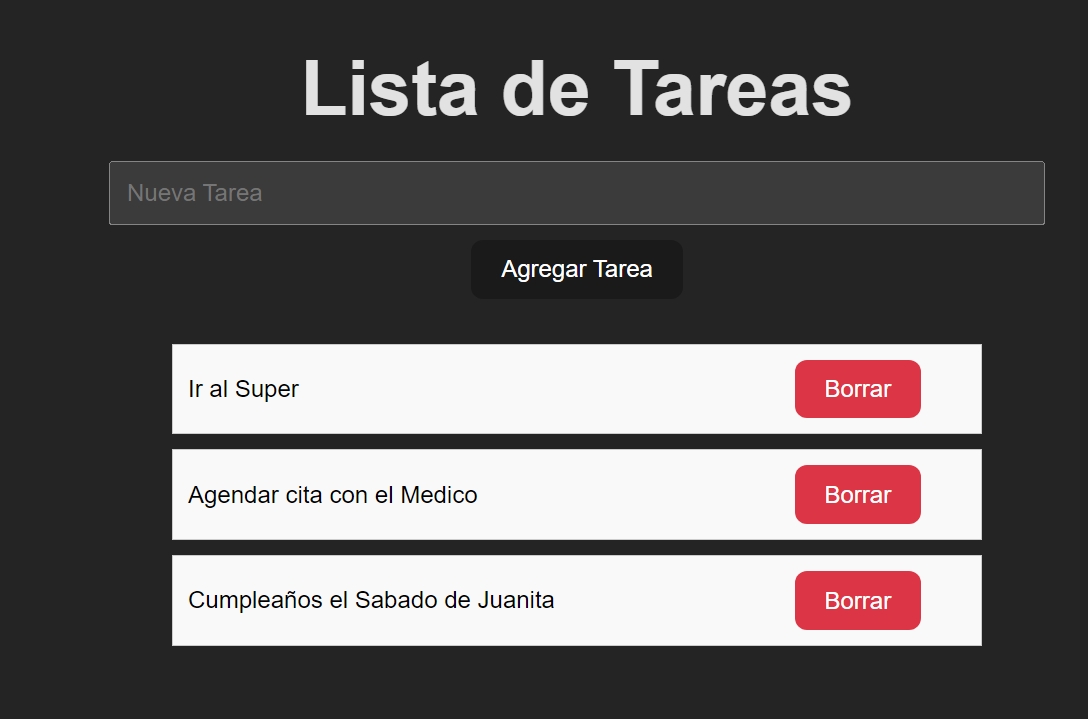 Lista de Tareas
Nueva Tarea
Agregar Tarea
Ir al Super Borrar
Agendar cita con el Medico Borrar
Cumpleaños el Sabado de Juanita Borrar